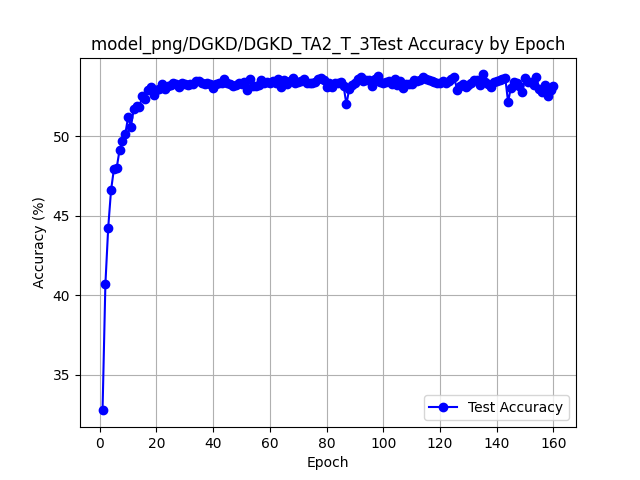 model_png/DGKD/DGKD_TA2_T_3Test Accuracy by Epoch
50
45
40
35
Accuracy (%)
0 20 40 60 80 100 120 140 160
Epoch
Test Accuracy